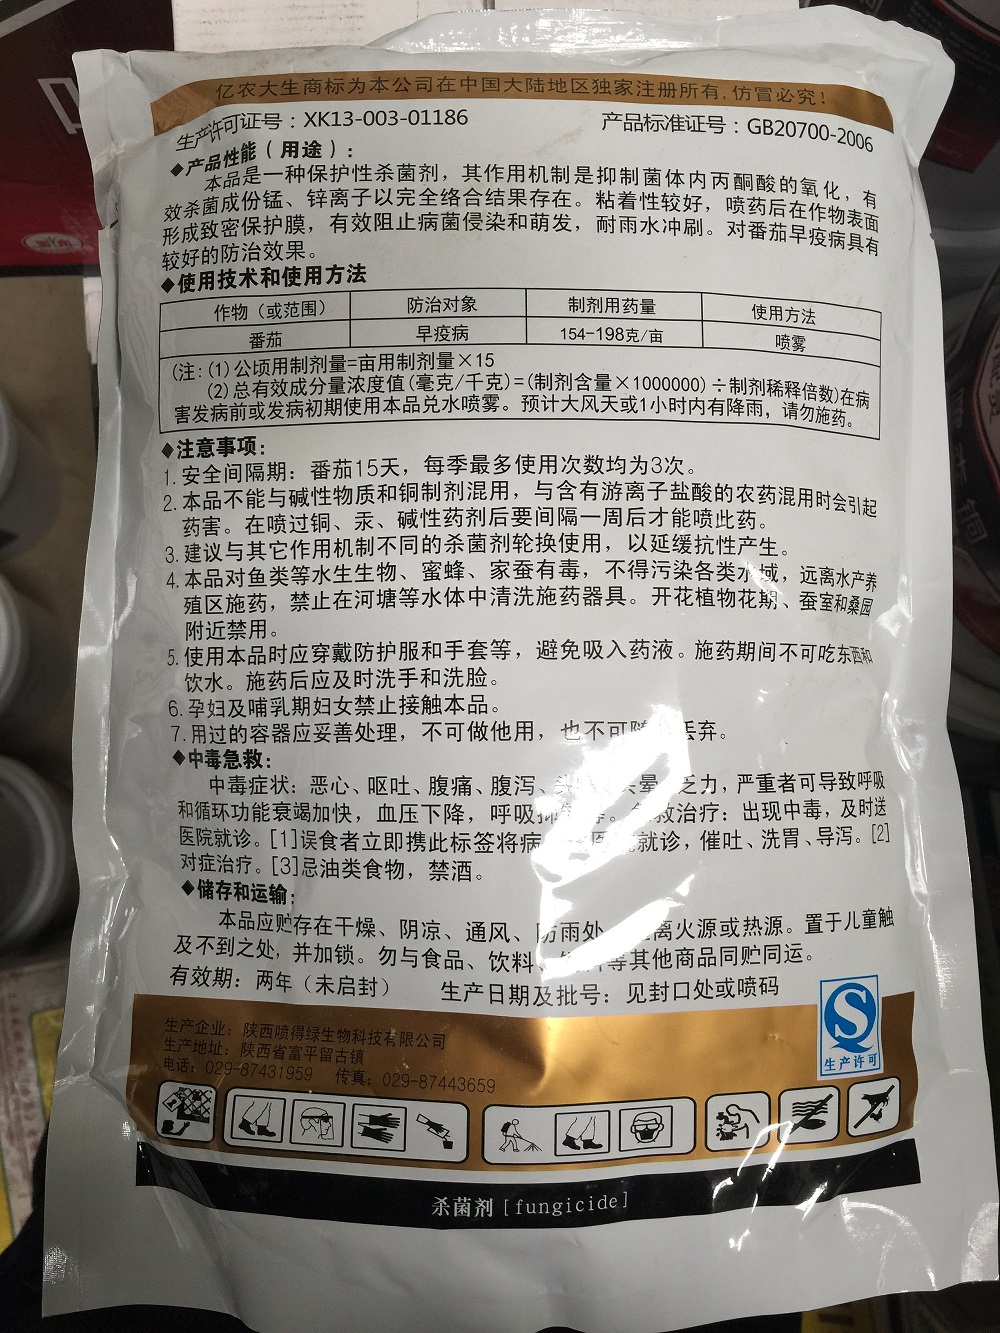 亿农大生商标为本公司在中国大陆地区独家注册所有,仿冒必究!
生产许可证号：XK13-003-01186 产品标准证号：GB20700-2006
◆产品性能（用途）：
本品是一种保护性杀菌剂，其作用机制是抑制菌体内丙酮酸的氧化，有
效杀菌成份锰、锌离子以完全络合结果存在。粘着性较好，喷药后在作物表面
形成致密保护膜，有效阻止病菌侵染和萌发，耐雨水冲刷。对番茄早疫病具有
较好的防治效果。
◆使用技术和使用方法
作物（或范围） 防治对象 制剂用药量 使用方法
番茄 早疫病 154-198克/亩 喷雾
(注: (1) 公顷用制剂量=亩用制剂量×15
(2) 总有效成分量浓度值(毫克/千克)=(制剂含量×1000000)÷制剂稀释倍数)在病
害发病前或发病初期使用本品兑水喷雾。预计大风天或1小时内有降雨，请勿施药。
◆注意事项:
1. 安全间隔期：番茄15天，每季最多使用次数均为3次。
2. 本品不能与碱性物质和铜制剂混用，与含有游离子盐酸的农药混用时会引起
药害。在喷过铜、汞、碱性药剂后要间隔一周后才能喷此药。
3. 建议与其它作用机制不同的杀菌剂轮换使用，以延缓抗性产生。
4. 本品对鱼类等水生生物、蜜蜂、家蚕有毒，不得污染各类水域，远离水产养
殖区施药，禁止在河塘等水体中清洗施药器具。开花植物花期、蚕室和桑园
附近禁用。
5. 使用本品时应穿戴防护服和手套等，避免吸入药液。施药期间不可吃东西和
饮水。施药后应及时洗手和洗脸。
6. 孕妇及哺乳期妇女禁止接触本品。
7. 用过的容器应妥善处理，不可做他用，也不可随 丢弃。
◆中毒急救：
中毒症状：恶心、呕吐、腹痛、腹泻、头 晕 乏力，严重者可导致呼吸
和循环功能衰竭加快，血压下降，呼吸抑 等。 救治疗：出现中毒，及时送
医院就诊。[1]误食者立即携此标签将病 就诊，催吐、洗胃、导泻。[2]
对症治疗。[3]忌油类食物，禁酒。
◆储存和运输：
本品应贮存在干燥、阴凉、通风、防雨处 离火源或热源。置于儿童触
及不到之处，并加锁。勿与食品、饮料、 等其他商品同贮同运。
有效期：两年（未启封） 生产日期及批号：见封口处或喷码
生产企业：陕西喷得绿生物科技有限公司
生产地址：陕西省富平留古镇
电话：029-87431959 传真：029-87443659
生产许可
杀菌剂 [fungicide]